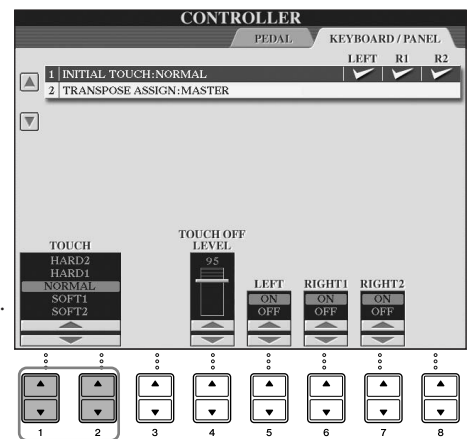 CONTROLLER
PEDAL KEYBOARD / PANEL
LEFT R1 R2
1 INITIAL TOUCH:NORMAL
2 TRANSPOSE ASSIGN:MASTER
TOUCH
HARD2
HARD1
NORMAL
SOFT1
SOFT2
TOUCH OFF
LEVEL
95
LEFT RIGHT1 RIGHT2
ON ON ON
OFF OFF OFF
1 2 3 4 5 6 7 8